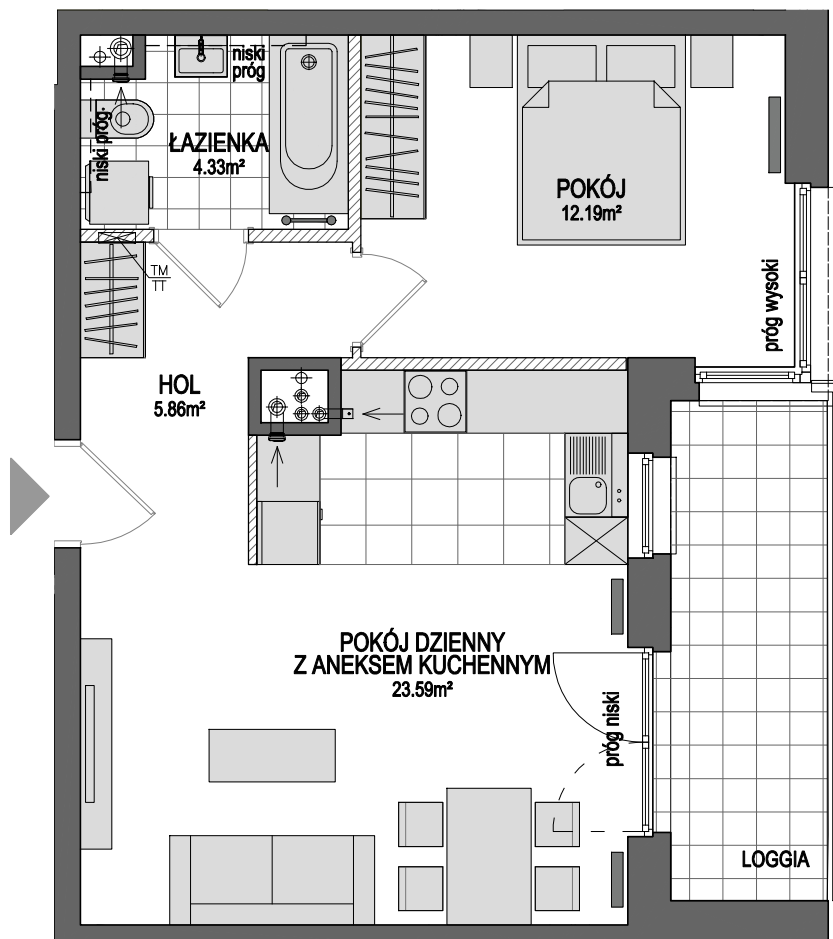 niski
próg
niski próg.
ŁAZIENKA
4.33m²
POKÓJ
12.19m²
próg wysoki
TM
TT
HOL
5.86m²
POKÓJ DZIENNY
Z ANEKSEM KUCHENNYM
23.59m²
próg niski
LOGGIA